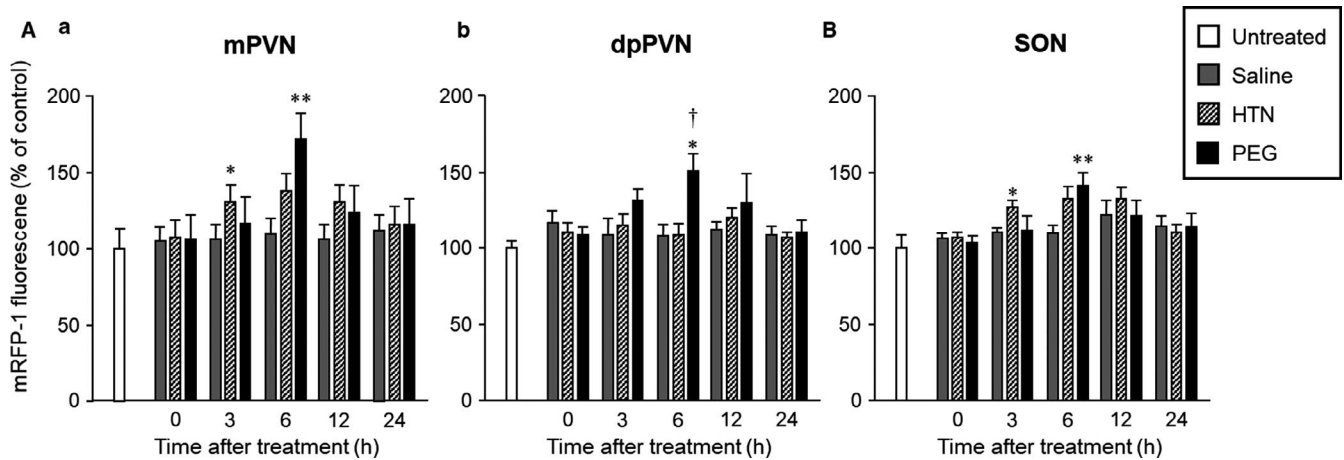 A a
mPVN
b
dpPVN
B
SON
Untreated
Saline
HTN
PEG
mRFP-1 fluorescene (% of control)
200
150
100
50
0
*
**
0 3 6 12 24
Time after treatment (h)
200
150
100
50
0
†
*
0 3 6 12 24
Time after treatment (h)
200
150
100
50
0
*
**
0 3 6 12 24
Time after treatment (h)